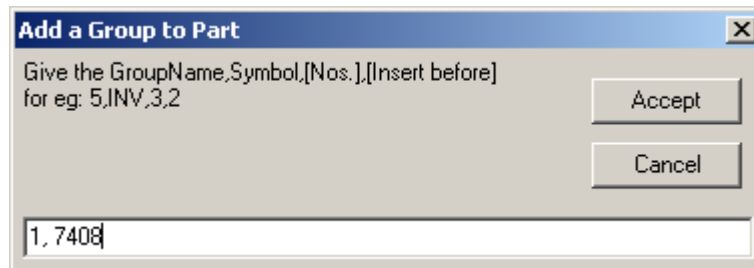 Add a Group to Part
Give the GroupName,Symbol,[Nos.],[Insert before]
for eg: 5,INV,3,2
Accept
Cancel
1, 7408